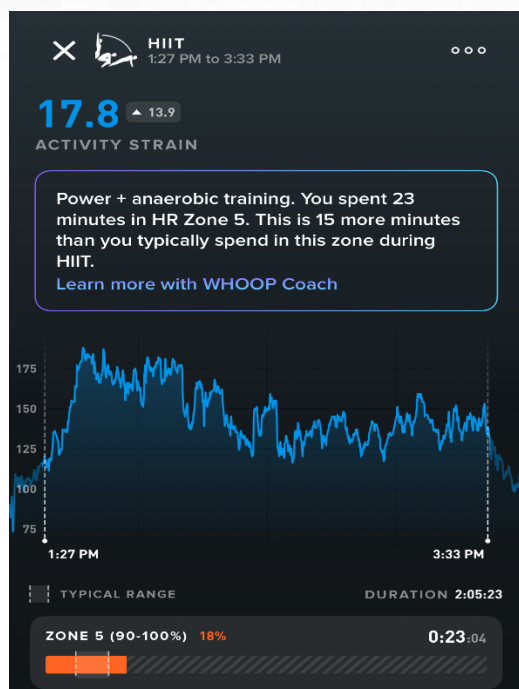 HIIT
1:27 PM to 3:33 PM
17.8 ▲ 13.9
ACTIVITY STRAIN
Power + anaerobic training. You spent 23
minutes in HR Zone 5. This is 15 more minutes
than you typically spend in this zone during
HIIT.
Learn more with WHOOP Coach
175
150
125
100
75
1:27 PM 3:33 PM
TYPICAL RANGE DURATION 2:05:23
ZONE 5 (90-100%) 18% 0:23:04